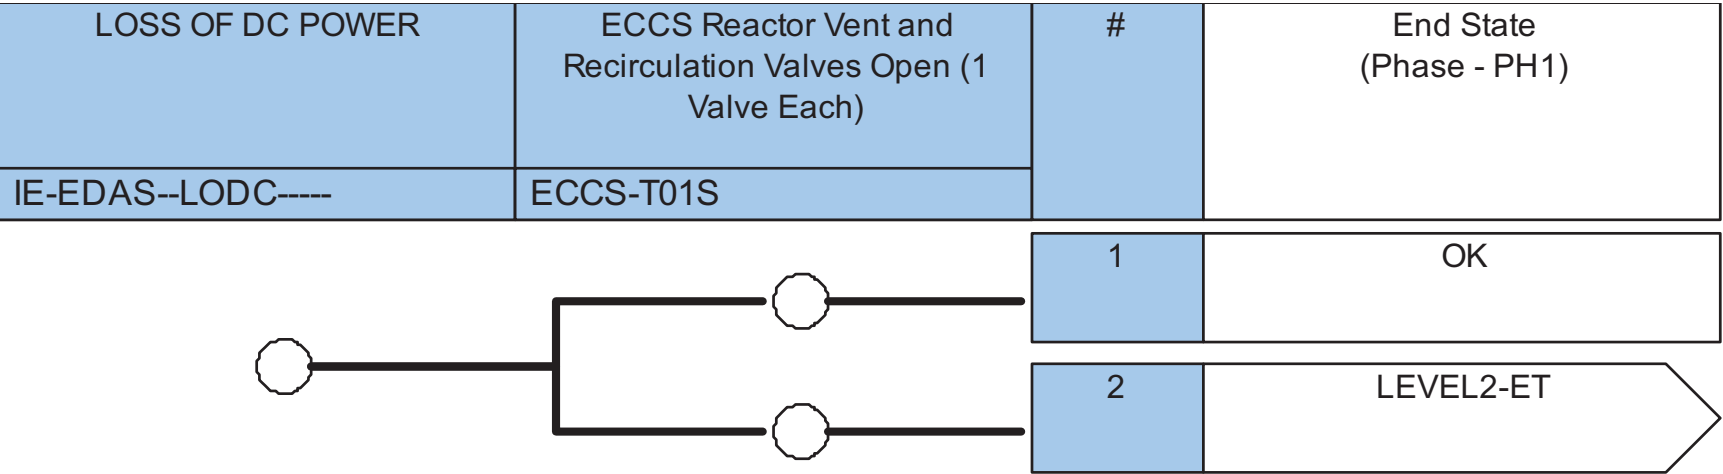 LOSS OF DC POWER
ECCS Reactor Vent and
Recirculation Valves Open (1
Valve Each)
#
End State
(Phase - PH1)
IE-EDAS--LODC-----
ECCS-T01S
1
OK
2
LEVEL2-ET